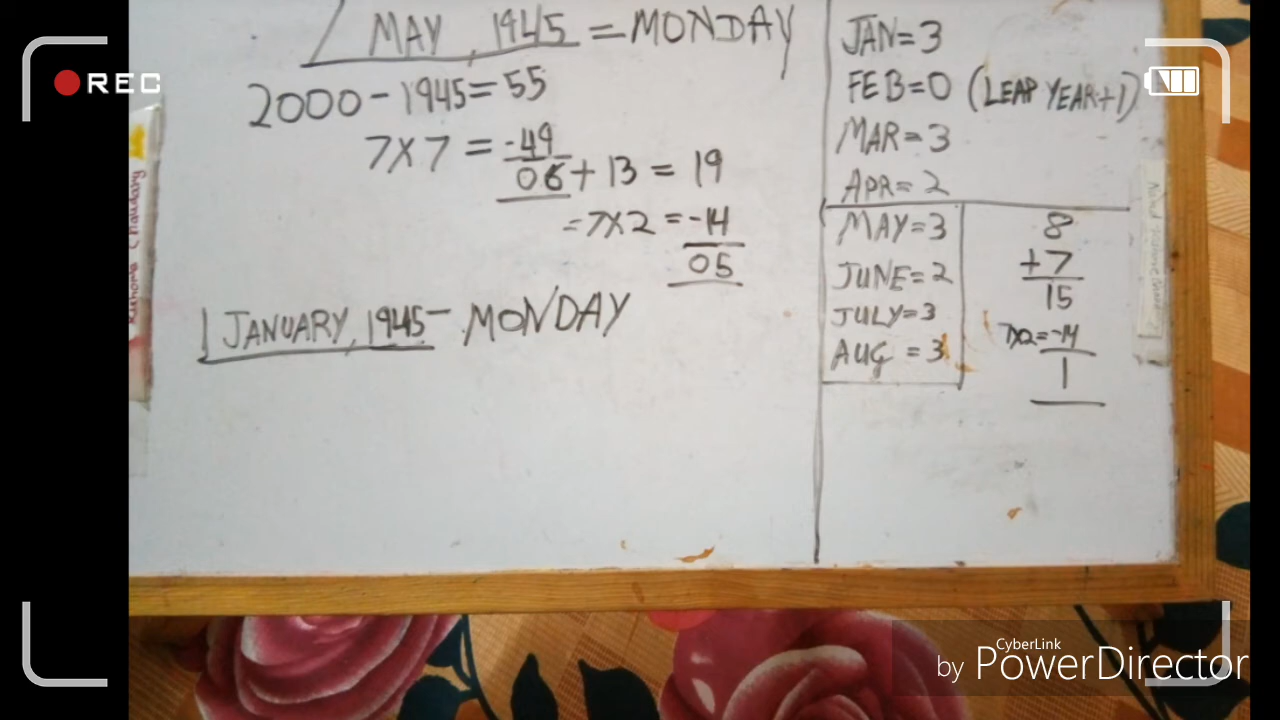 7 MAY, 1945 = MONDAY
2000 - 1945 = 55
7X7 = -49
06 + 13 = 19
= 7X2 = -14
05
1 JANUARY, 1945 - MONDAY
JAN = 3
FEB = 0 (LEAP YEAR +1)
MAR = 3
APR = 2
MAY = 3
JUNE = 2
JULY = 3
AUG = 3
8
+7
15
7X2 = -14
1
REC
CyberLink
by PowerDirector